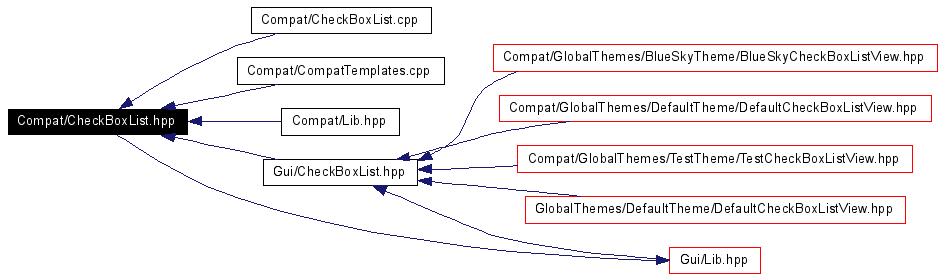 Compat/CheckBoxList.cpp
Compat/GlobalThemes/BlueSkyTheme/BlueSkyCheckBoxListView.hpp
Compat/CompatTemplates.cpp
Compat/GlobalThemes/DefaultTheme/DefaultCheckBoxListView.hpp
Compat/CheckBoxList.hpp
Compat/Lib.hpp
Compat/GlobalThemes/TestTheme/TestCheckBoxListView.hpp
Gui/CheckBoxList.hpp
GlobalThemes/DefaultTheme/DefaultCheckBoxListView.hpp
Gui/Lib.hpp